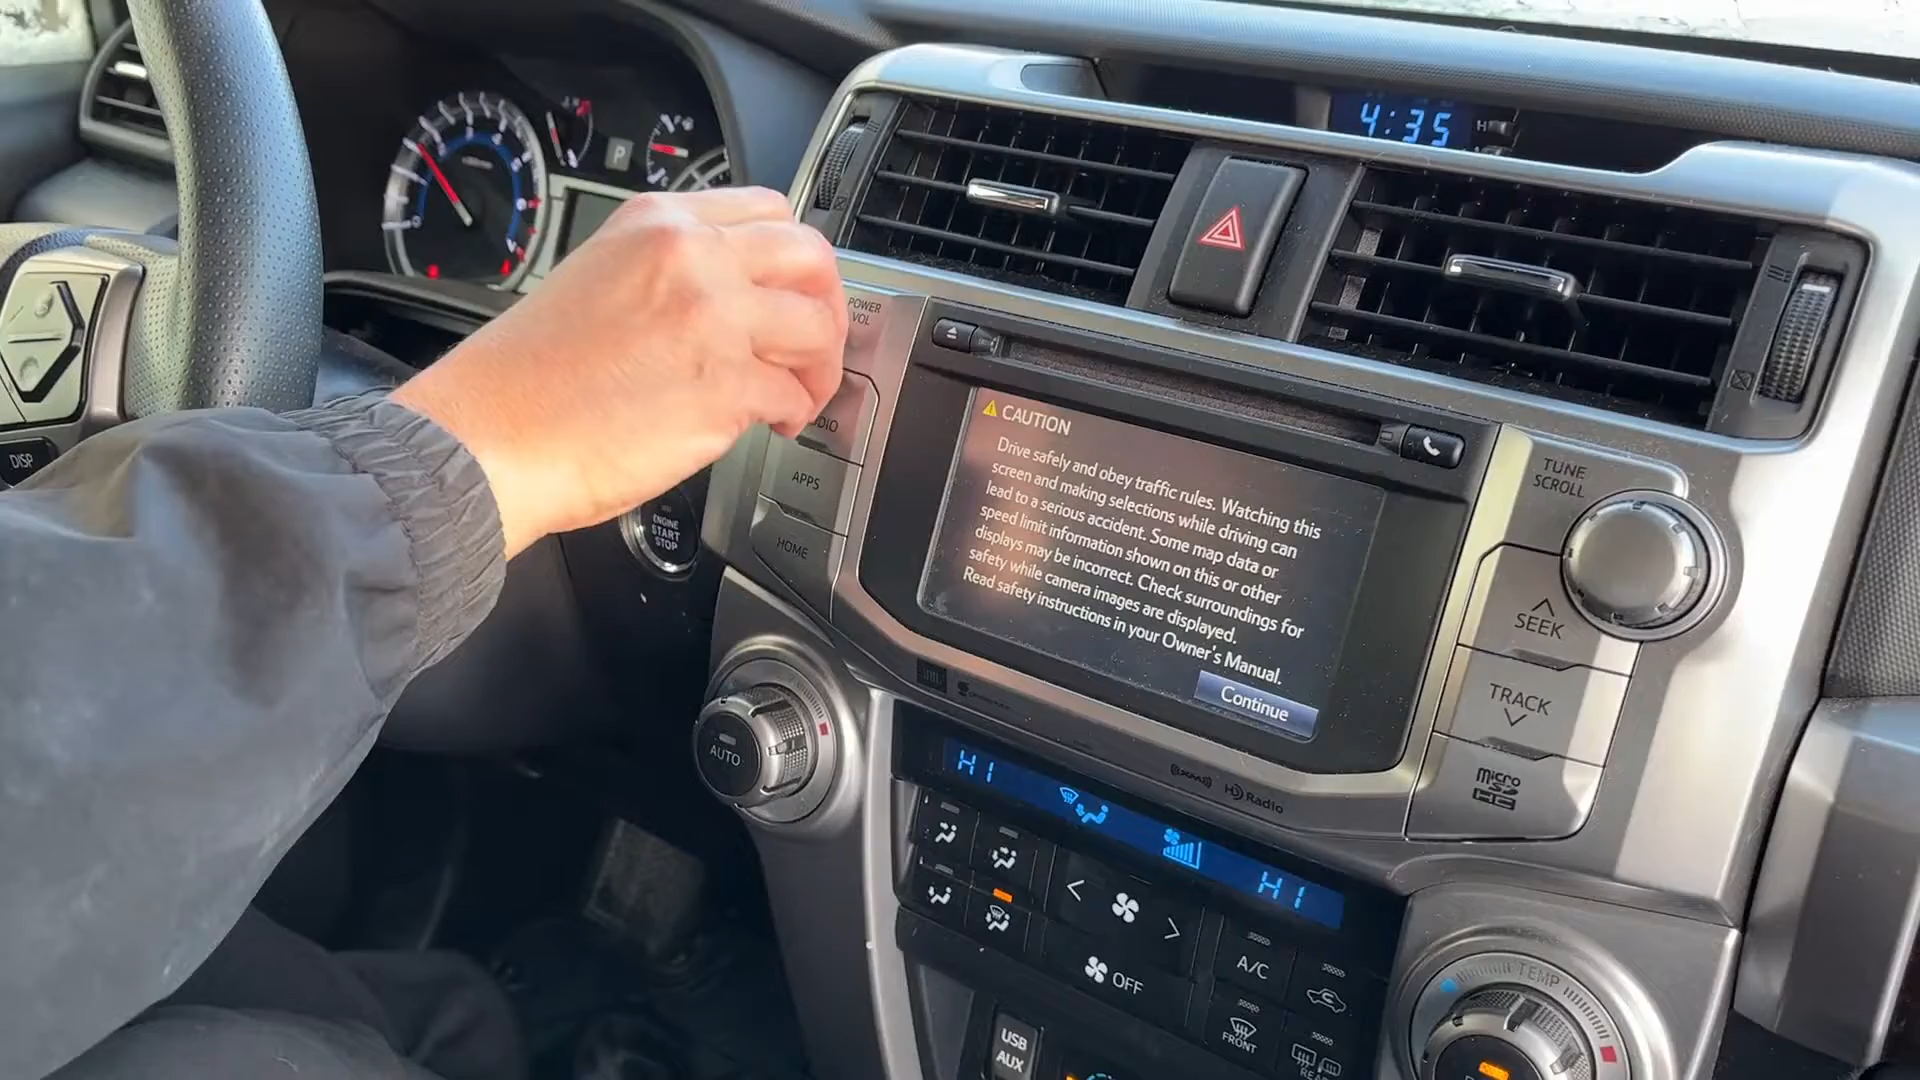 4:35
P
POWER
VOL
DISP
APPS
HOME
ENGINE
START
STOP
CAUTION
Drive safely and obey traffic rules. Watching this
screen and making selections while driving can
lead to a serious accident. Some map data or
speed limit information shown on this or other
displays may be incorrect. Check surroundings for
safety while camera images are displayed.
Read safety instructions in your Owner's Manual.
Continue
TUNE
SCROLL
SEEK
TRACK
micro
SD
HC
HD Radio
AUTO
HI
HI
OFF
A/C
FRONT
USB
AUX
TEMP